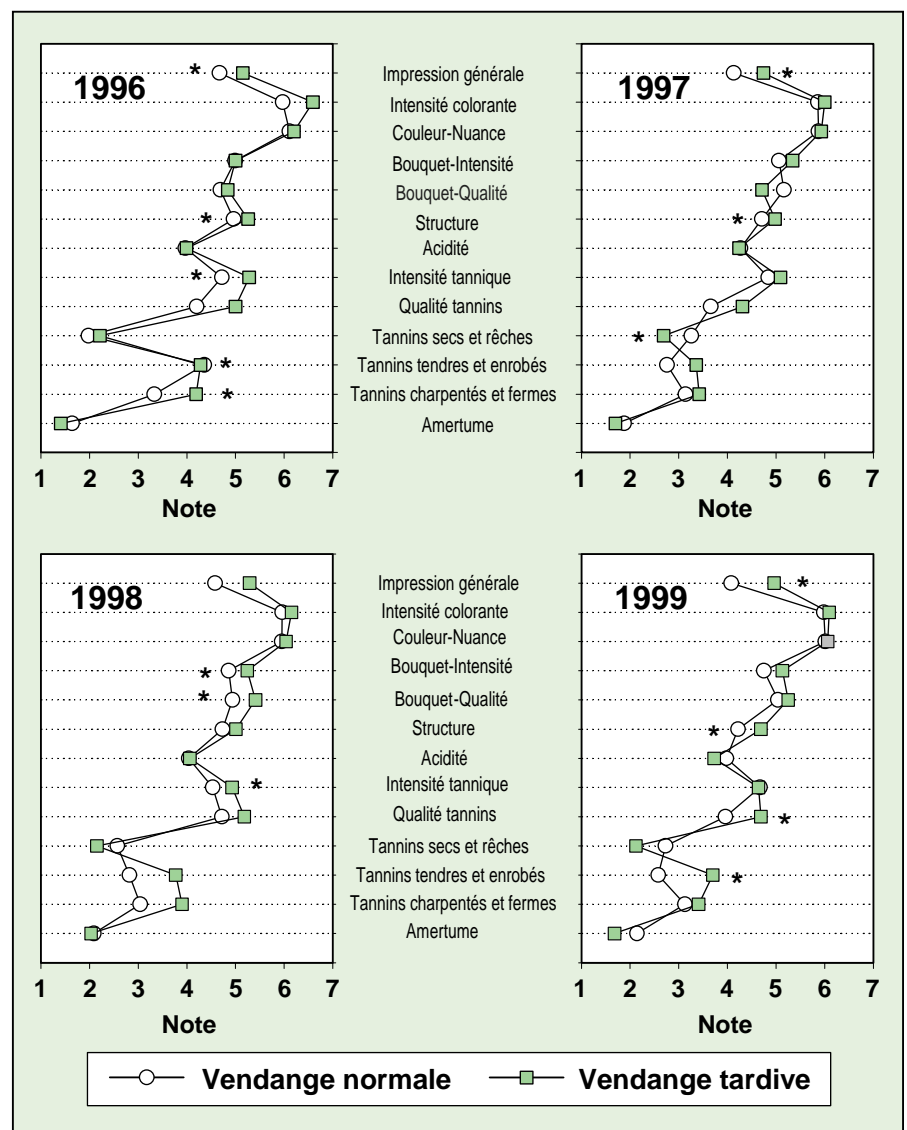 1996
*
Impression générale
1997
*
Intensité colorante
Couleur-Nuance
Bouquet-Intensité
Bouquet-Qualité
*
Structure
*
Acidité
*
Intensité tannique
Qualité tannins
Tannins secs et rêches
*
*
Tannins tendres et enrobés
*
Tannins charpentés et fermes
Amertume
1 2 3 4 5 6 7
1 2 3 4 5 6 7
Note
Note
1998
Impression générale
1999
*
Intensité colorante
Couleur-Nuance
*
Bouquet-Intensité
*
Bouquet-Qualité
Structure
*
Acidité
*
Intensité tannique
Qualité tannins
*
Tannins secs et rêches
Tannins tendres et enrobés
*
Tannins charpentés et fermes
Amertume
1 2 3 4 5 6 7
1 2 3 4 5 6 7
Note
Note
Vendange normale
Vendange tardive